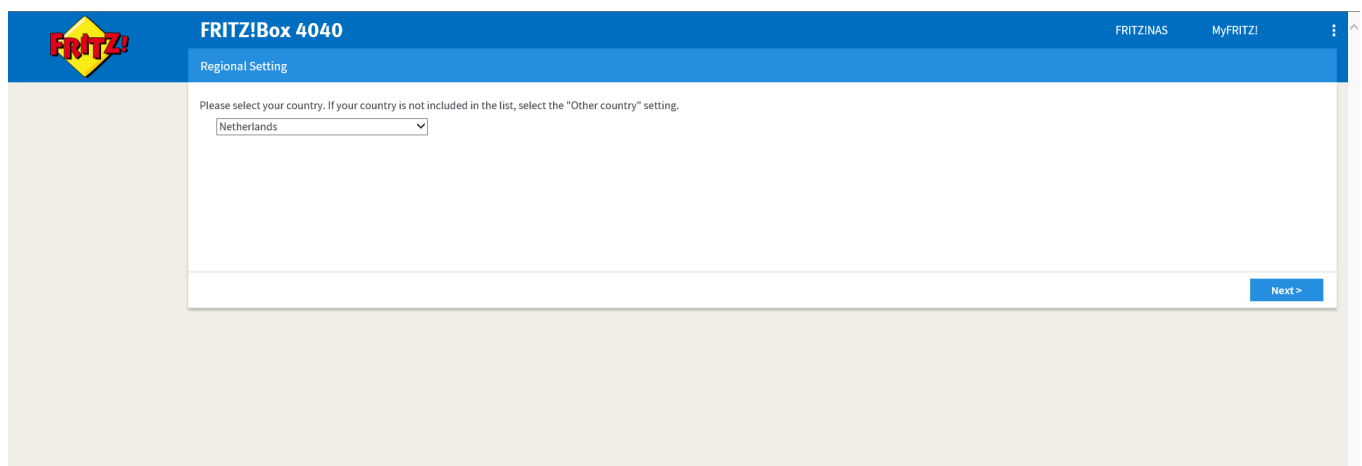 FRITZ!
FRITZ!Box 4040
FRITZ!NAS
MyFRITZ!
Regional Setting
Please select your country. If your country is not included in the list, select the "Other country" setting.
Netherlands
Next >